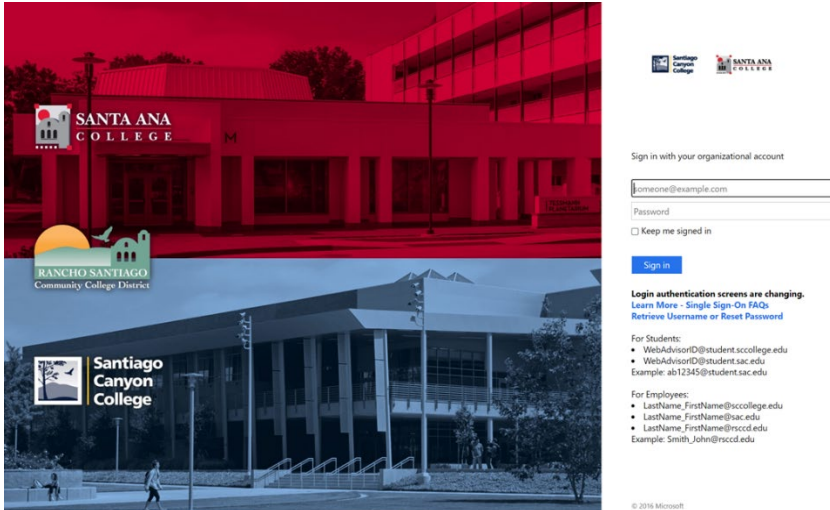 SANTA ANA
COLLEGE
M
TESSMANN
PLANETARIUM
RANCHO SANTIAGO
Community College District
Santiago
Canyon
College
Santiago
Canyon
College
SANTA ANA
COLLEGE
Sign in with your organizational account
someone@example.com
Password
Keep me signed in
Sign in
Login authentication screens are changing.
Learn More - Single Sign-On FAQs
Retrieve Username or Reset Password
For Students:
• WebAdvisorID@student.sccollege.edu
• WebAdvisorID@student.sac.edu
Example: ab12345@student.sac.edu
For Employees:
• LastName_FirstName@sccollege.edu
• LastName_FirstName@sac.edu
• LastName_FirstName@rsccd.edu
Example: Smith_John@rsccd.edu
© 2016 Microsoft